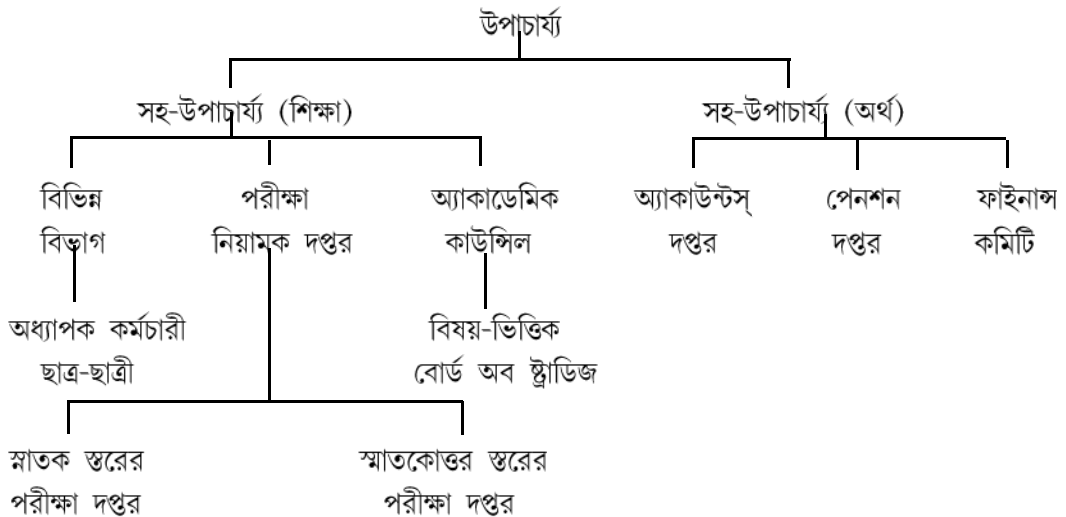 উপাচার্য্য
সহ-উপাচার্য্য (শিক্ষা) সহ-উপাচার্য্য (অর্থ)
বিভিন্ন পরীক্ষা অ্যাকাডেমিক অ্যাকাউন্টস্ পেনশন ফাইনান্স
বিভাগ নিয়ামক দপ্তর কাউন্সিল দপ্তর দপ্তর কমিটি
অধ্যাপক কর্মচারী বিষয়-ভিত্তিক
ছাত্র-ছাত্রী বোর্ড অব ষ্ট্রাডিজ
স্নাতক স্তরের স্মাতকোত্তর স্তরের
পরীক্ষা দপ্তর পরীক্ষা দপ্তর